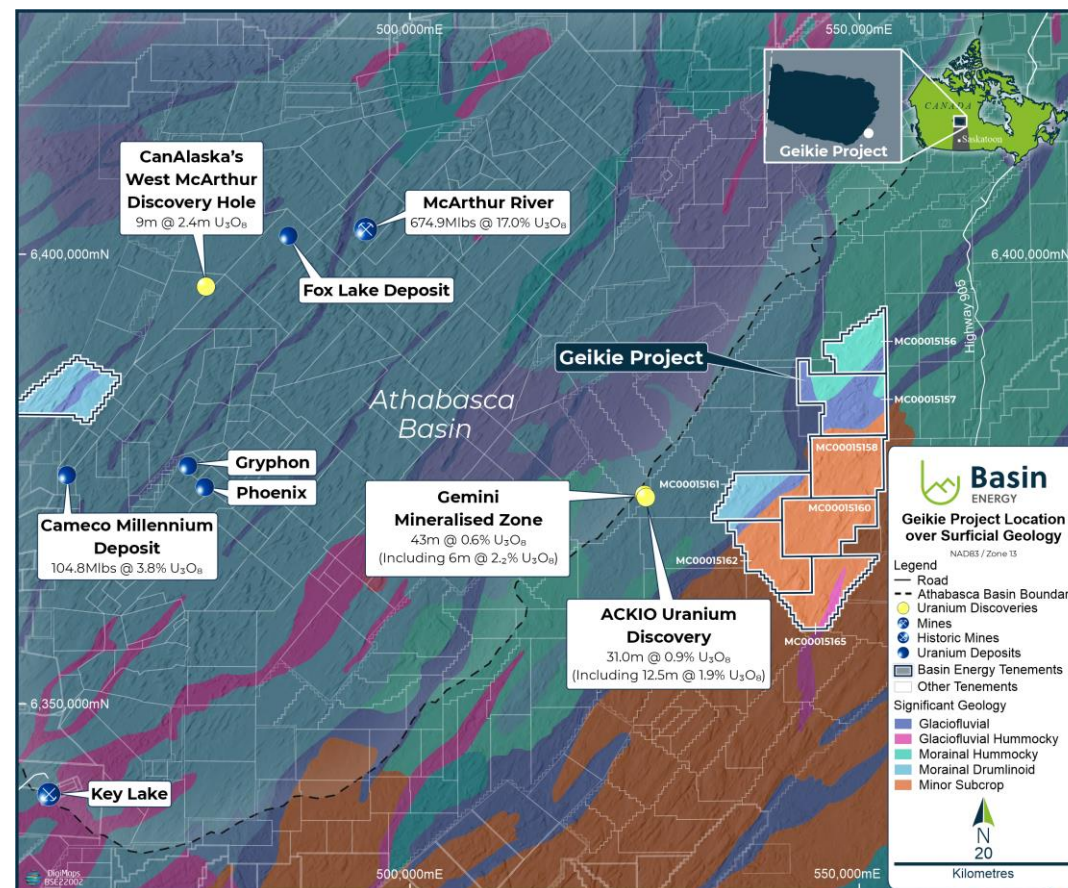 500,000mE
550,000mE
CANADA
Saskatoon
Geikie Project
CanAlaska's
West McArthur
Discovery Hole
9m @ 2.4m U₃O₈
McArthur River
674.9Mlbs @ 17.0% U₃O₈
6,400,000mN
6,400,000mN
Fox Lake Deposit
Highway 905
MC00015156
Geikie Project
MC00015157
Athabasca
Basin
MC00015158
Gryphon
Phoenix
MC00015161
MC00015160
Gemini
Mineralised Zone
43m @ 0.6% U₃O₈
(Including 6m @ 2.₂% U₃O₈)
Cameco Millennium
Deposit
104.8Mlbs @ 3.8% U₃O₈
MC00015162
ACKIO Uranium
Discovery
31.0m @ 0.9% U₃O₈
(Including 12.5m @ 1.9% U₃O₈)
MC00015165
6,350,000mN
Key Lake
Basin
ENERGY
Geikie Project Location
over Surficial Geology
NAD83 / Zone 13
Legend
Road
Athabasca Basin Boundar
Uranium Discoveries
Mines
Historic Mines
Uranium Deposits
Basin Energy Tenements
Other Tenements
Significant Geology
Glaciofluvial
Glaciofluvial Hummocky
Morainal Hummocky
Morainal Drumlinoid
Minor Subcrop
N
20
Kilometres
DigiMaps
BSE22002
500,000mE
550,000mE